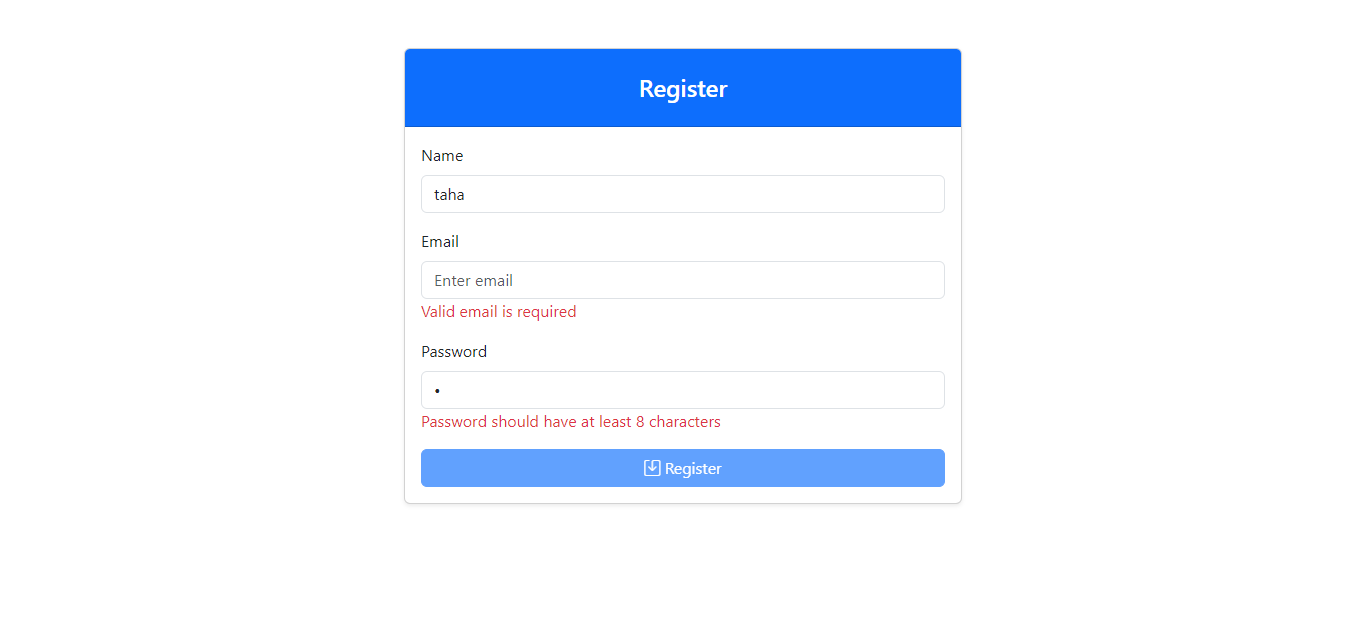 Register
Name
taha
Email
Enter email
Valid email is required
Password
•
Password should have at least 8 characters
Register